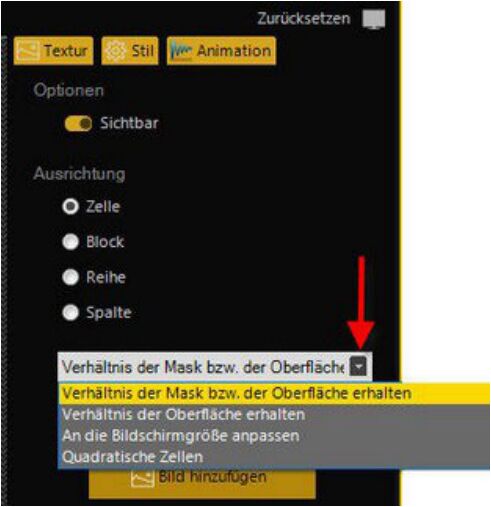 Zurücksetzen
Textur Stil Animation
Optionen
Sichtbar
Ausrichtung
Zelle
Block
Reihe
Spalte
Verhältnis der Mask bzw. der Oberfläche
Verhältnis der Mask bzw. der Oberfläche erhalten
Verhältnis der Oberfläche erhalten
An die Bildschirmgröße anpassen
Quadratische Zellen
Bild hinzufügen